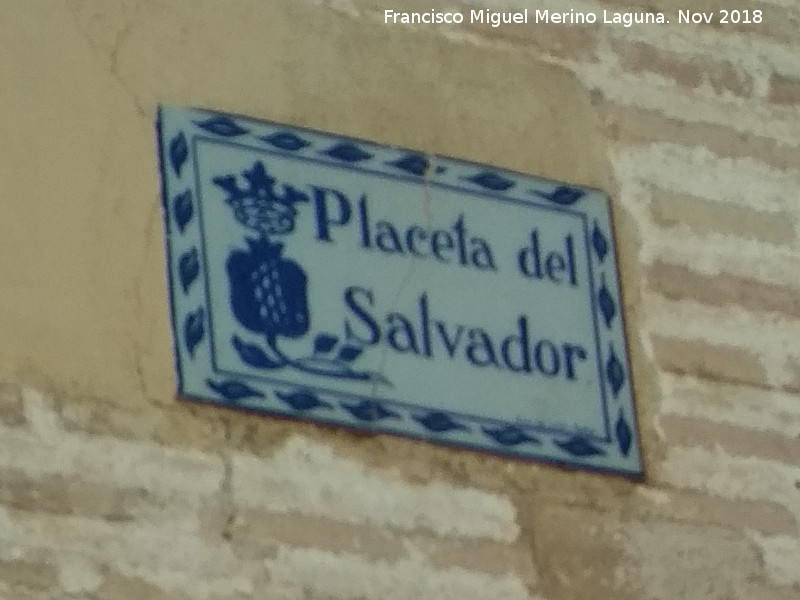 Francisco Miguel Merino Laguna. Nov 2018
Placeta del
Salvador